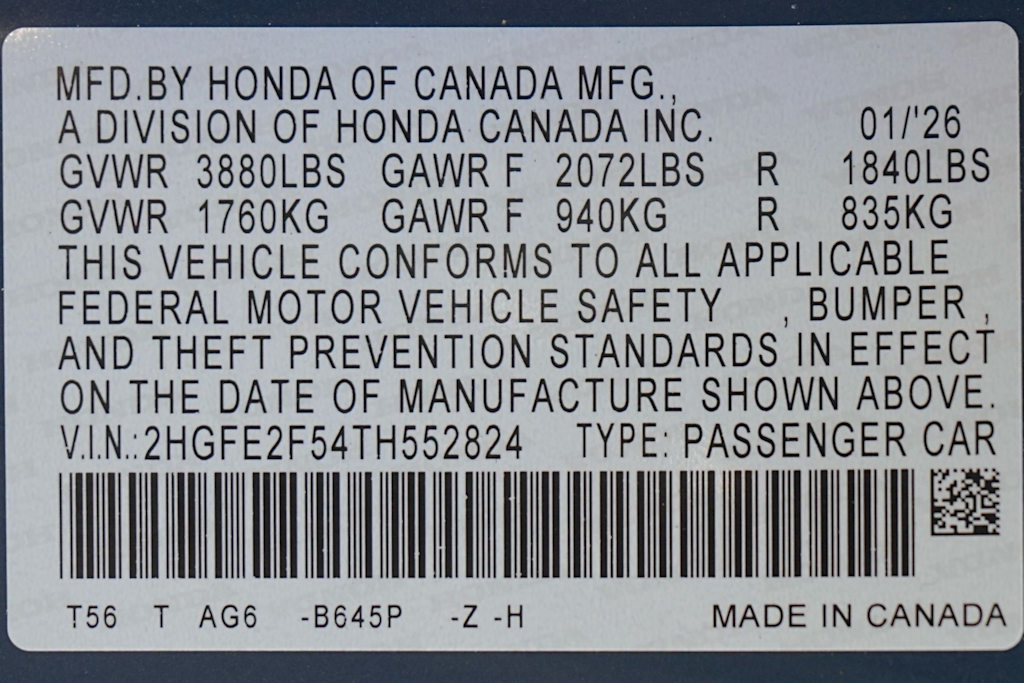 MFD.BY HONDA OF CANADA MFG.,
A DIVISION OF HONDA CANADA INC. 01/'26
GVWR 3880LBS GAWR F 2072LBS R 1840LBS
GVWR 1760KG GAWR F 940KG R 835KG
THIS VEHICLE CONFORMS TO ALL APPLICABLE
FEDERAL MOTOR VEHICLE SAFETY , BUMPER ,
AND THEFT PREVENTION STANDARDS IN EFFECT
ON THE DATE OF MANUFACTURE SHOWN ABOVE.
V.I.N.:2HGFE2F54TH552824 TYPE: PASSENGER CAR
T56 T AG6 -B645P -Z -H MADE IN CANADA